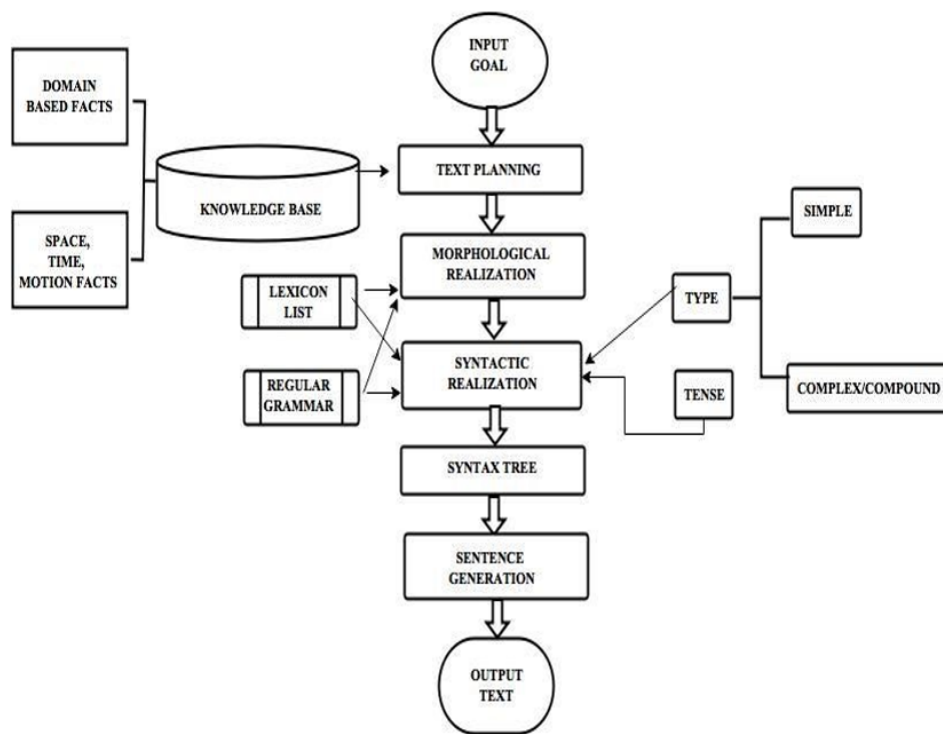 INPUT
GOAL
DOMAIN
BASED FACTS
TEXT PLANNING
KNOWLEDGE BASE
SIMPLE
SPACE,
TIME,
MOTION FACTS
MORPHOLOGICAL
REALIZATION
LEXICON
LIST
TYPE
SYNTACTIC
REALIZATION
REGULAR
GRAMMAR
TENSE
COMPLEX/COMPOUND
SYNTAX TREE
SENTENCE
GENERATION
OUTPUT
TEXT